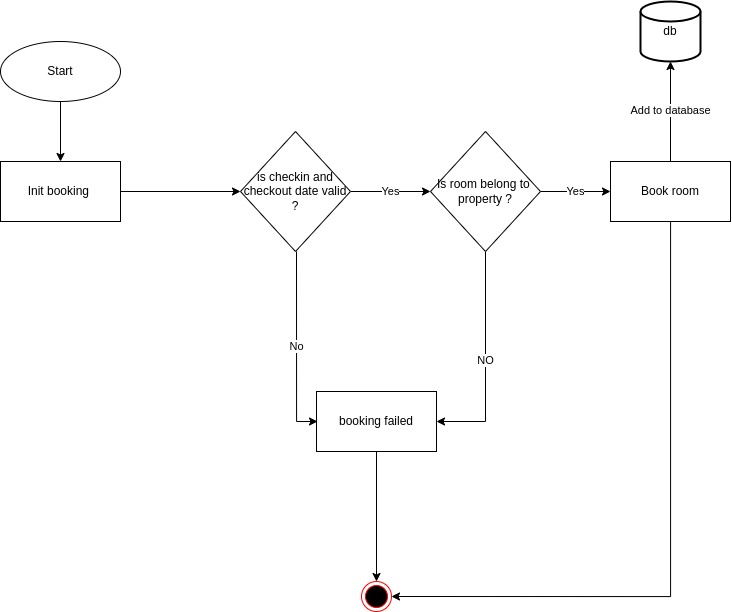 db
Start
Add to database
is checkin and
checkout date valid
?
Is room belong to
property ?
Init booking
Yes
Yes
Book room
No
NO
booking failed